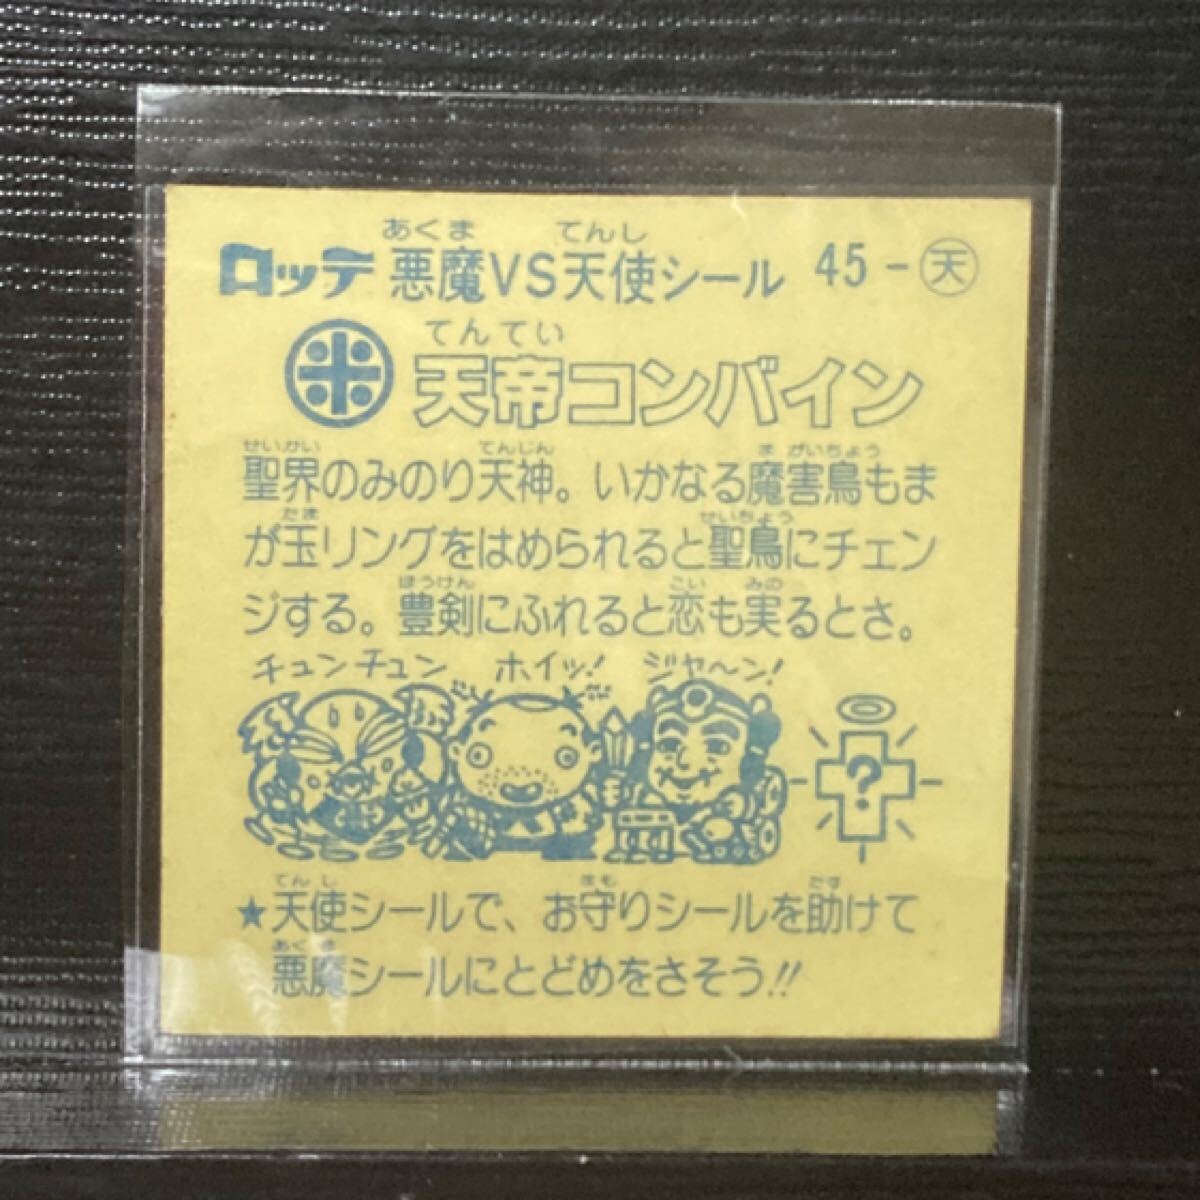 あくま てんし
ロッテ 悪魔VS天使シール 45-天
てんてい
米 天帝コンバイン
せいかい てんじん ま がいちょう
聖界のみのり天神。いかなる魔害鳥もま
たま せいちょう
が玉リングをはめられると聖鳥にチェン
ほうけん こい みの
ジする。豊剣にふれると恋も実るとさ。
チュンチュン ホイッ! ジャ〜ン!
?
てんし まも たす
★天使シールで、お守りシールを助けて
あくま
悪魔シールにとどめをさそう!!